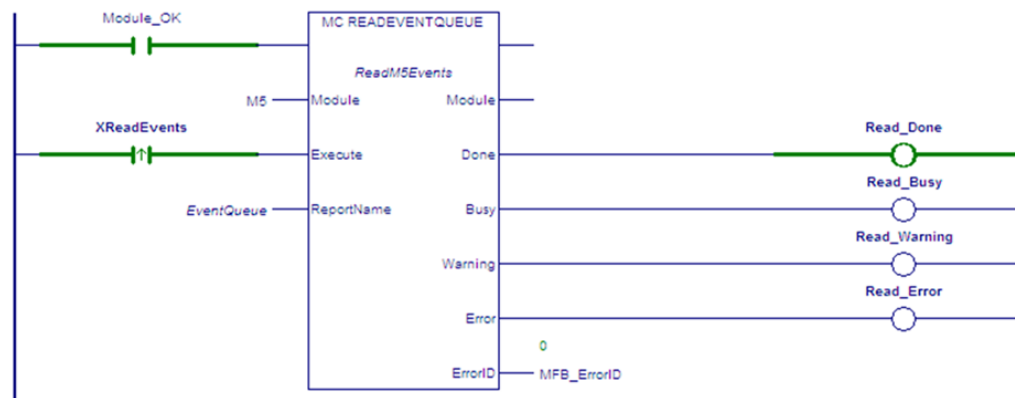 Module_OK
MC READEVENTQUEUE
ReadM5Events
M5 Module Module
XReadEvents
Read_Done
Execute Done
Read_Busy
EventQueue ReportName Busy
Read_Warning
Warning
Read_Error
Error
0
ErrorID MFB_ErrorID